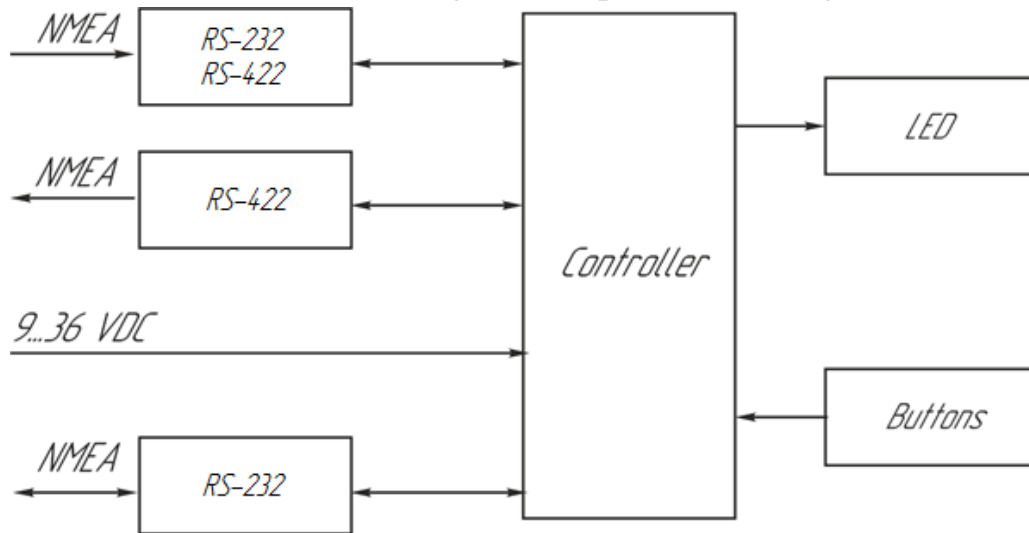 NMEA
RS-232
RS-422
LED
NMEA
RS-422
Controller
9...36 VDC
Buttons
NMEA
RS-232